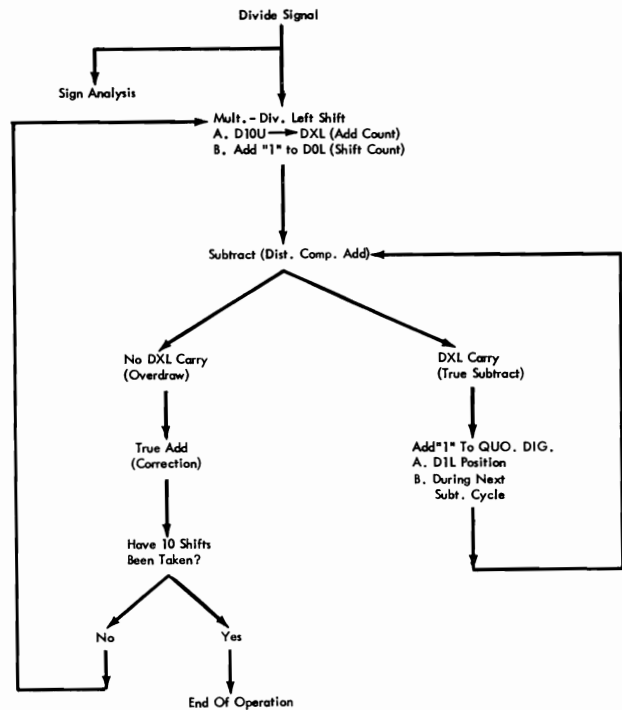 Divide Signal
Sign Analysis
Mult. - Div. Left Shift
A. D10U → DXL (Add Count)
B. Add "1" to D0L (Shift Count)
Subtract (Dist. Comp. Add)
No DXL Carry
(Overdraw)
DXL Carry
(True Subtract)
True Add
(Correction)
Add"1" To QUO. DIG.
A. D1L Position
B. During Next
Subt. Cycle
Have 10 Shifts
Been Taken?
No
Yes
End Of Operation